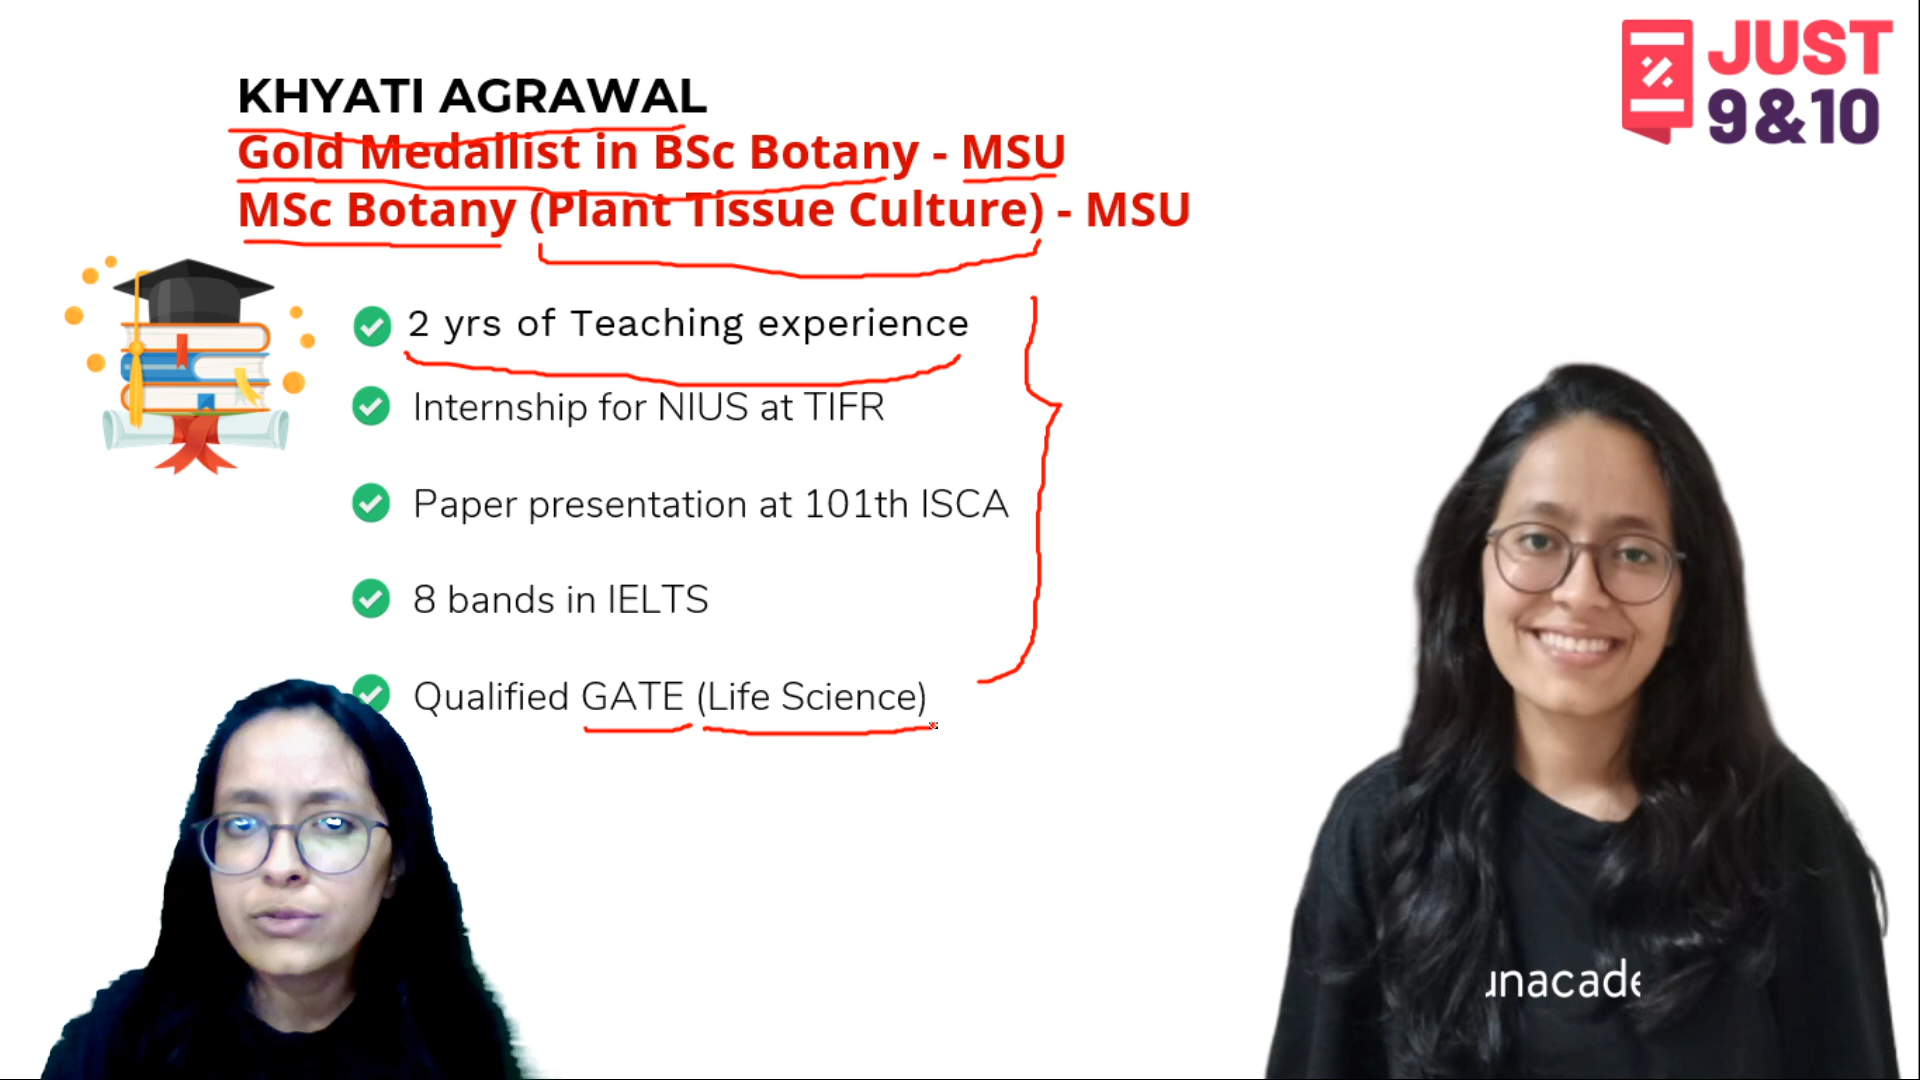 KHYATI AGRAWAL
Gold Medallist in BSc Botany - MSU
MSc Botany (Plant Tissue Culture) - MSU
2 yrs of Teaching experience
Internship for NIUS at TIFR
Paper presentation at 101th ISCA
8 bands in IELTS
Qualified GATE (Life Science)
JUST
9&10
unacade